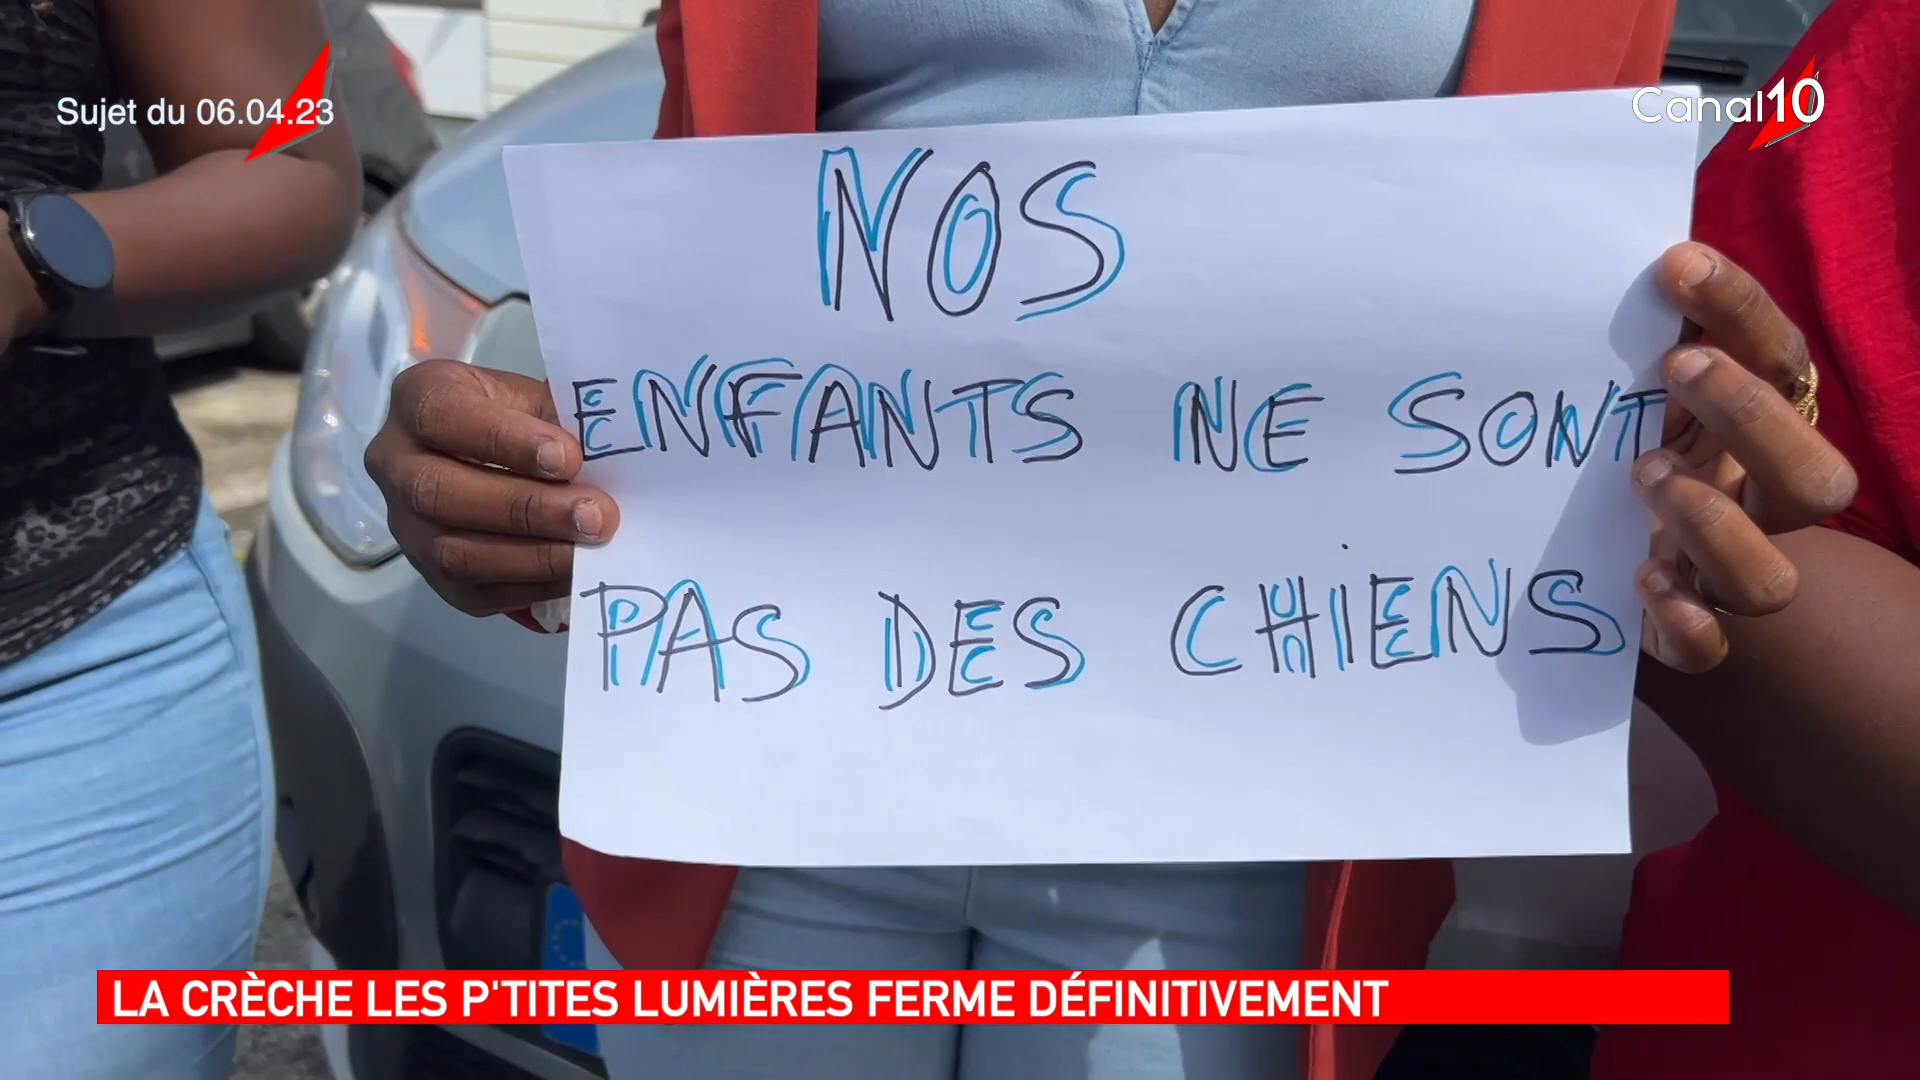 Sujet du 06.04.23
Canal10
NOS
ENFANTS NE SONT
PAS DES CHIENS
LA CRÈCHE LES P'TITES LUMIÈRES FERME DÉFINITIVEMENT